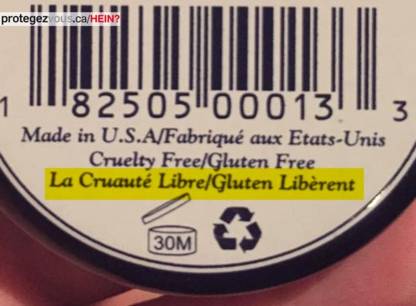 protegezvous.ca/HEIN?
1 82505 00013 3
Made in U.S.A/Fabriqué aux Etats-Unis
Cruelty Free/Gluten Free
La Cruauté Libre/Gluten Libèrent
30M